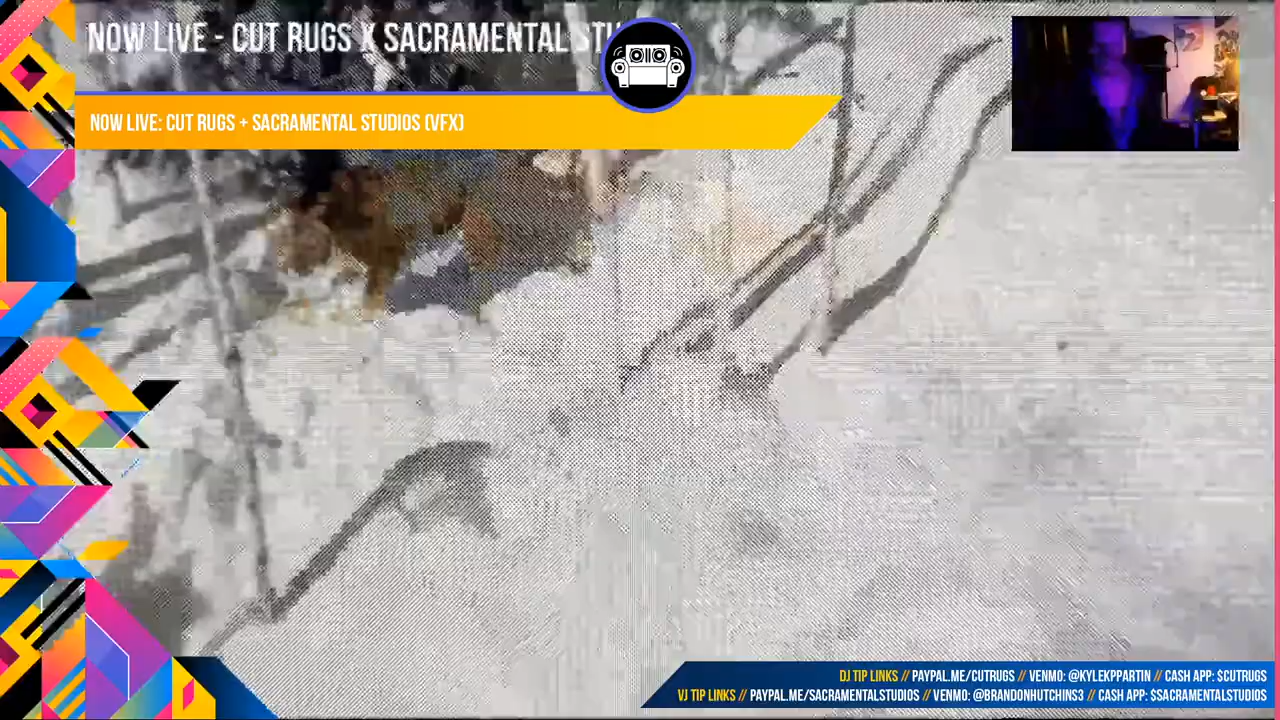 NOW LIVE - CUT RUGS X SACRAMENTAL
NOW LIVE: CUT RUGS + SACRAMENTAL STUDIOS (VFX)
DJ TIP LINKS // PAYPAL.ME/CUTRUGS // VENMO: @KYLEKPPARTIN // CASH APP: $CUTRUGS
VJ TIP LINKS // PAYPAL.ME/SACRAMENTALSTUDIOS // VENMO: @BRANDONHUTCHINS3 // CASH APP: $SACRAMENTALSTUDIOS